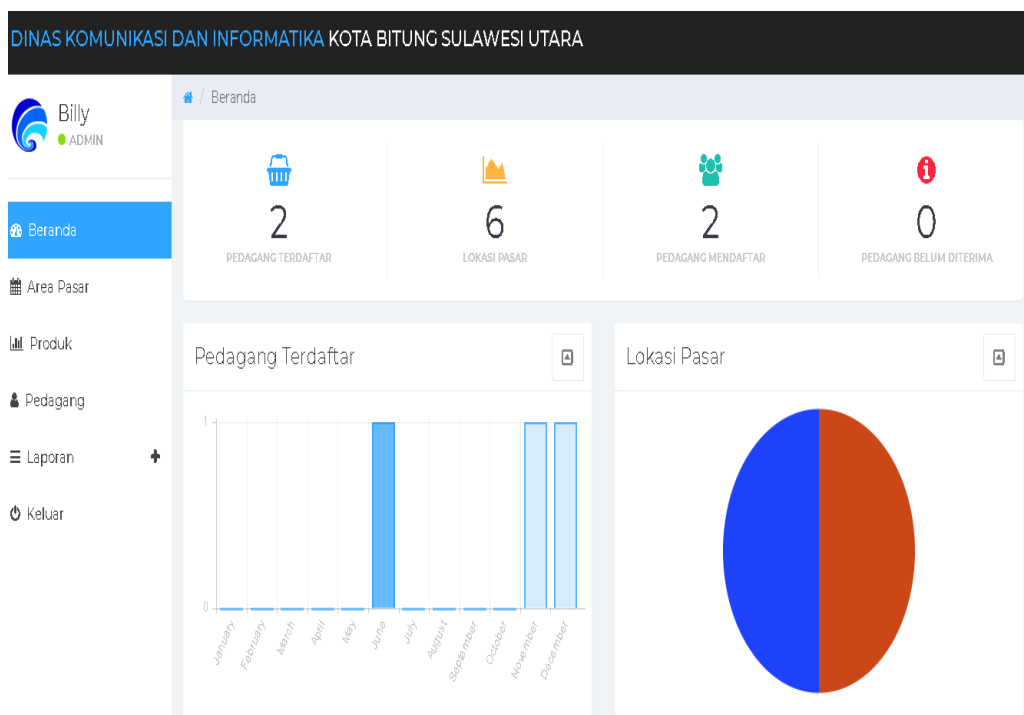 DINAS KOMUNIKASI DAN INFORMATIKA KOTA BITUNG SULAWESI UTARA
Billy
ADMIN
/ Beranda
Beranda
Area Pasar
Produk
Pedagang
Laporan
Keluar
2
PEDAGANG TERDAFTAR
6
LOKASI PASAR
2
PEDAGANG MENDAFTAR
0
PEDAGANG BELUM DITERIMA
Pedagang Terdaftar
1
0
January
February
March
April
May
June
July
August
September
October
November
December
Lokasi Pasar